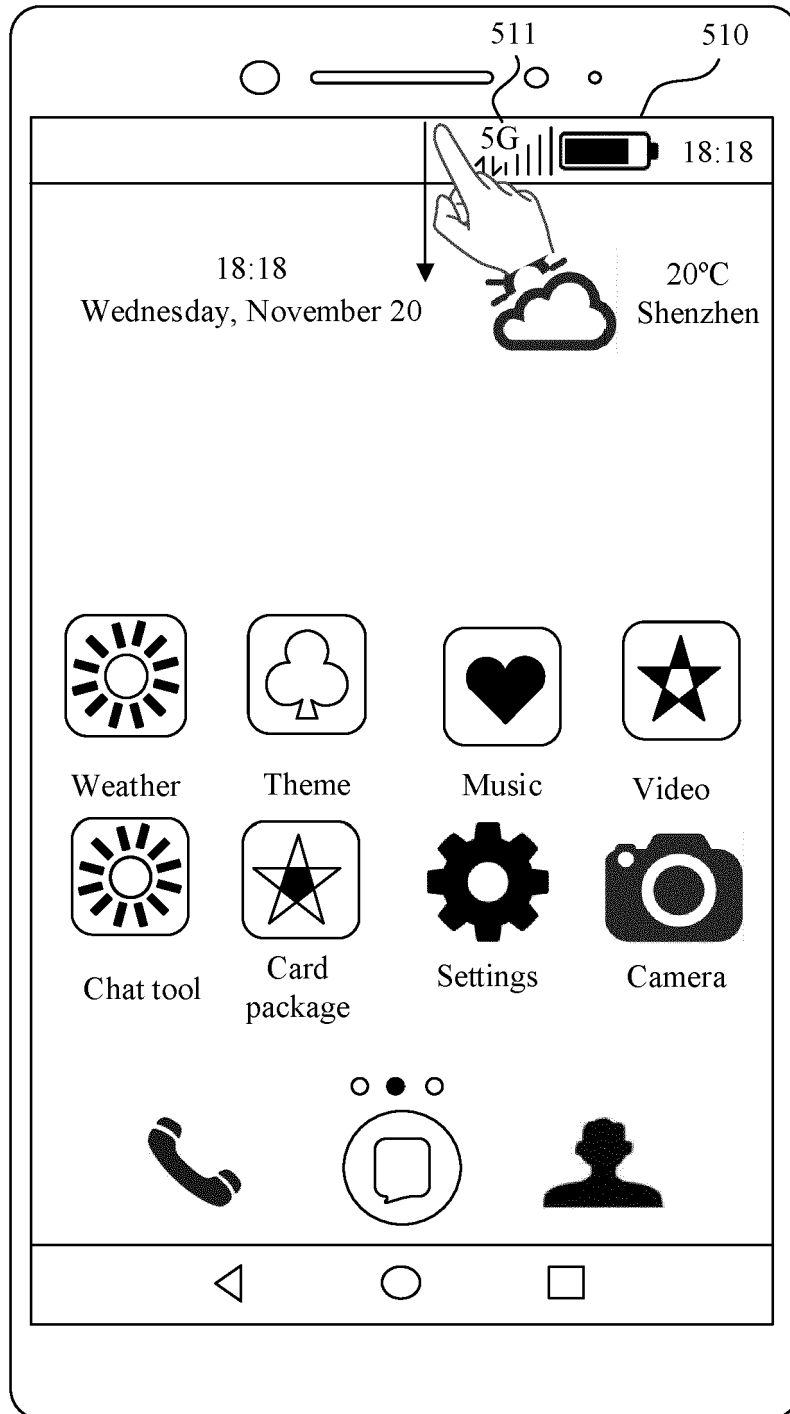 511
510
5G
18:18
18:18
Wednesday, November 20
20°C
Shenzhen
Weather
Theme
Music
Video
Chat tool
Card
package
Settings
Camera